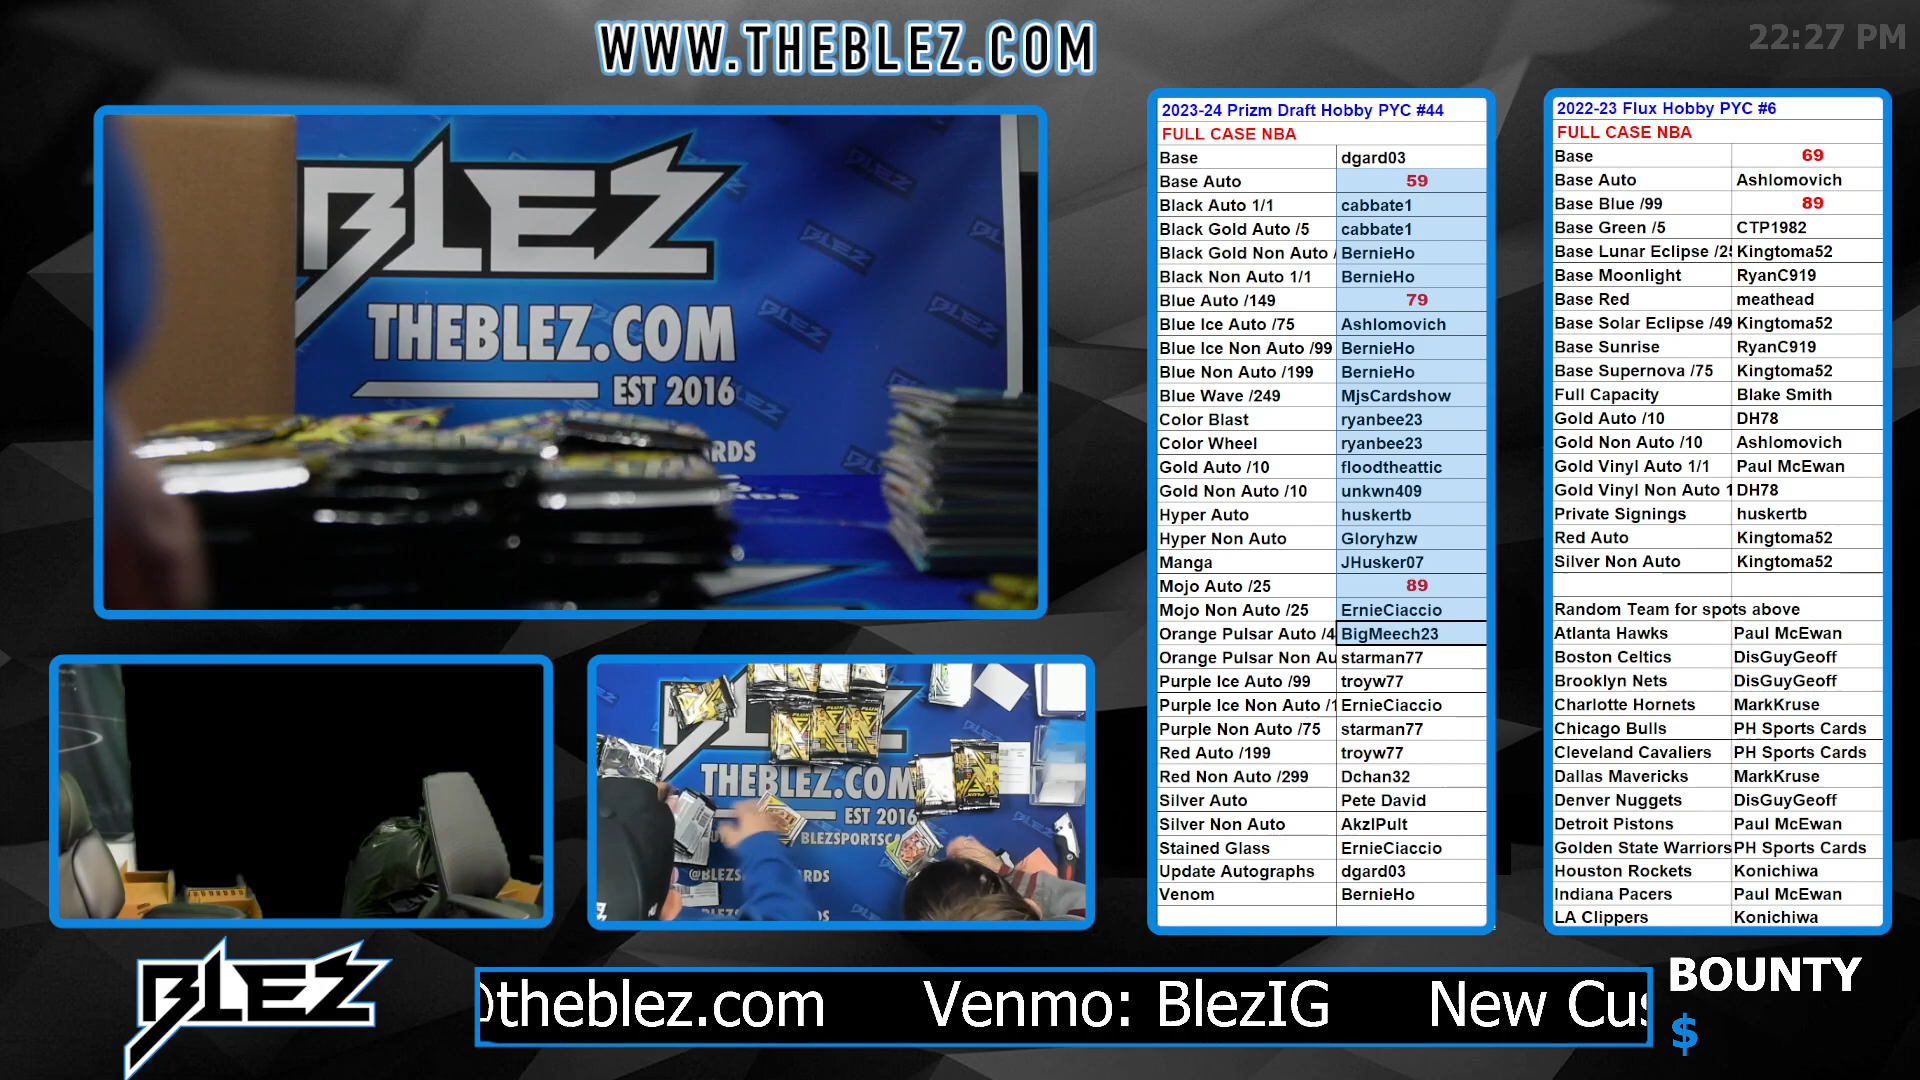 WWW.THEBLEZ.COM
22:27 PM
BLEZ
THEBLEZ.COM
EST 2016
2023-24 Prizm Draft Hobby PYC #44
FULL CASE NBA
Base dgard03
Base Auto 59
Black Auto 1/1 cabbate1
Black Gold Auto /5 cabbate1
Black Gold Non Auto / BernieHo
Black Non Auto 1/1 BernieHo
Blue Auto /149 79
Blue Ice Auto /75 Ashlomovich
Blue Ice Non Auto /99 BernieHo
Blue Non Auto /199 BernieHo
Blue Wave /249 MjsCardshow
Color Blast ryanbee23
Color Wheel ryanbee23
Gold Auto /10 floodtheattic
Gold Non Auto /10 unkwn409
Hyper Auto huskertb
Hyper Non Auto Gloryhzw
Manga JHusker07
Mojo Auto /25 89
Mojo Non Auto /25 ErnieCiaccio
Orange Pulsar Auto /4 BigMeech23
Orange Pulsar Non Au starman77
Purple Ice Auto /99 troyw77
Purple Ice Non Auto /1 ErnieCiaccio
Purple Non Auto /75 starman77
Red Auto /199 troyw77
Red Non Auto /299 Dchan32
Silver Auto Pete David
Silver Non Auto AkzlPult
Stained Glass ErnieCiaccio
Update Autographs dgard03
Venom BernieHo
2022-23 Flux Hobby PYC #6
FULL CASE NBA
Base 69
Base Auto Ashlomovich
Base Blue /99 89
Base Green /5 CTP1982
Base Lunar Eclipse /25 Kingtoma52
Base Moonlight RyanC919
Base Red meathead
Base Solar Eclipse /49 Kingtoma52
Base Sunrise RyanC919
Base Supernova /75 Kingtoma52
Full Capacity Blake Smith
Gold Auto /10 DH78
Gold Non Auto /10 Ashlomovich
Gold Vinyl Auto 1/1 Paul McEwan
Gold Vinyl Non Auto 1 DH78
Private Signings huskertb
Red Auto Kingtoma52
Silver Non Auto Kingtoma52
Random Team for spots above
Atlanta Hawks Paul McEwan
Boston Celtics DisGuyGeoff
Brooklyn Nets DisGuyGeoff
Charlotte Hornets MarkKruse
Chicago Bulls PH Sports Cards
Cleveland Cavaliers PH Sports Cards
Dallas Mavericks MarkKruse
Denver Nuggets DisGuyGeoff
Detroit Pistons Paul McEwan
Golden State Warriors PH Sports Cards
Houston Rockets Konichiwa
Indiana Pacers Paul McEwan
LA Clippers Konichiwa
THEBLEZ.COM
EST 2016
BLEZ
@theblez.com Venmo: BlezIG New Cus
BOUNTY
$